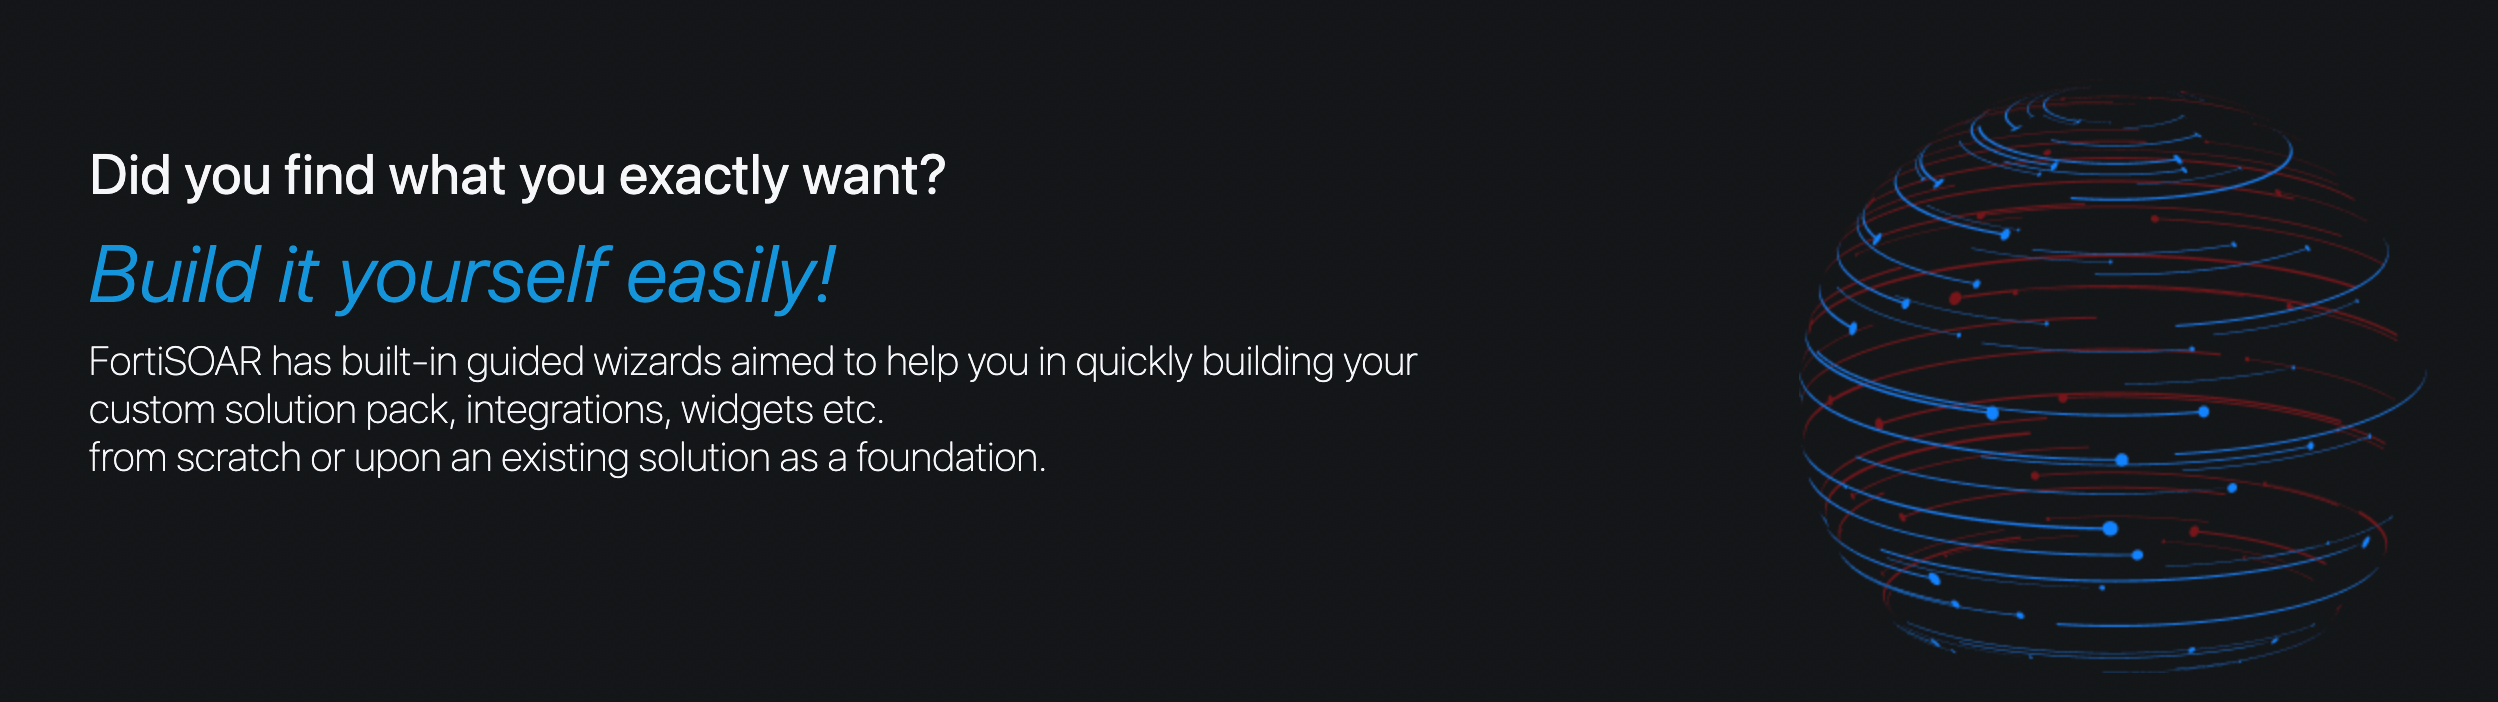 Did you find what you exactly want?
Build it yourself easily!
FortiSOAR has built-in guided wizards aimed to help you in quickly building your
custom solution pack, integrations, widgets etc.
from scratch or upon an existing solution as a foundation.